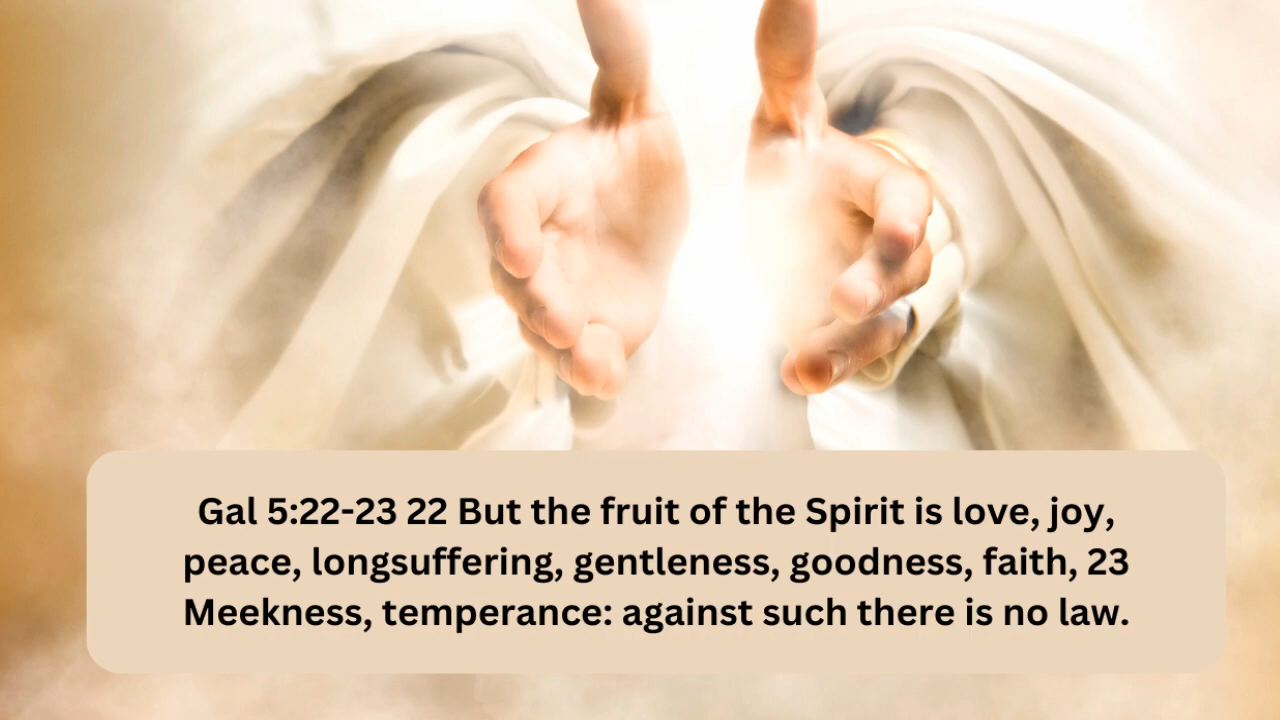 Gal 5:22-23 22 But the fruit of the Spirit is love, joy,
peace, longsuffering, gentleness, goodness, faith, 23
Meekness, temperance: against such there is no law.